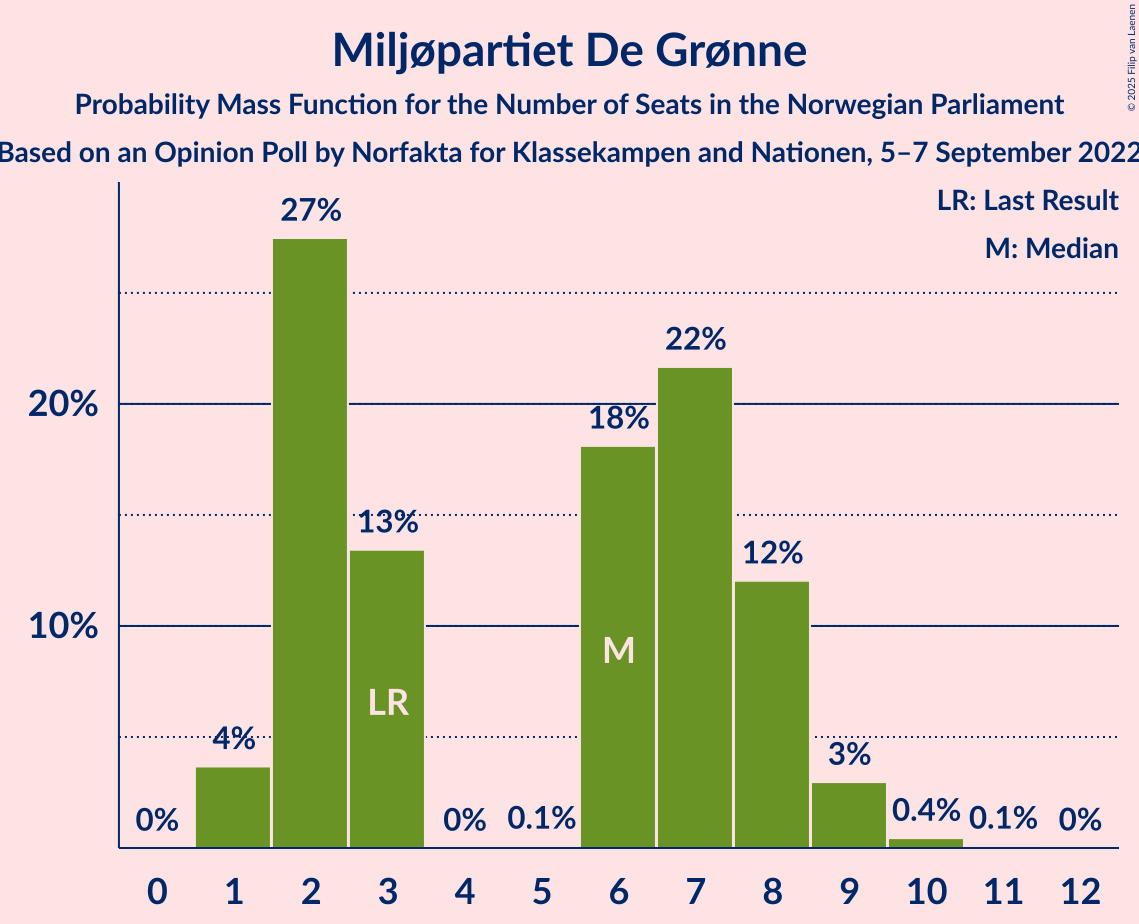 Miljøpartiet De Grønne
Probability Mass Function for the Number of Seats in the Norwegian Parliament
Based on an Opinion Poll by Norfakta for Klassekampen and Nationen, 5–7 September 2022
© 2025 Filip van Laenen
LR: Last Result
M: Median
27%
22%
20%
18%
13%
12%
10%
M
LR
4%
3%
0%
0%
0.1%
0.4%
0.1%
0%
0 1 2 3 4 5 6 7 8 9 10 11 12